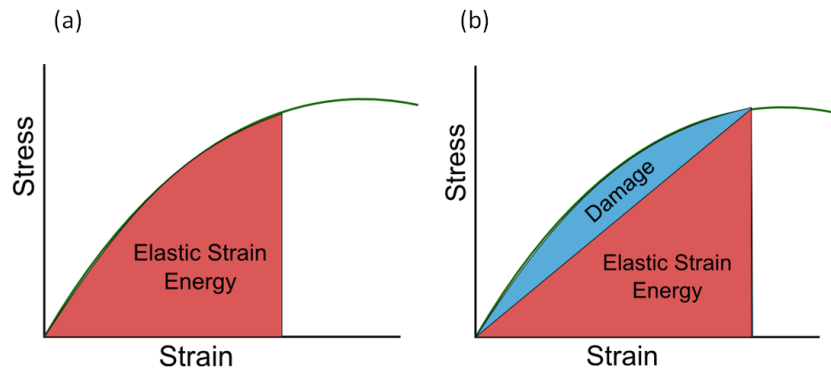 (a)
Stress
Elastic Strain
Energy
Strain
(b)
Stress
Damage
Elastic Strain
Energy
Strain